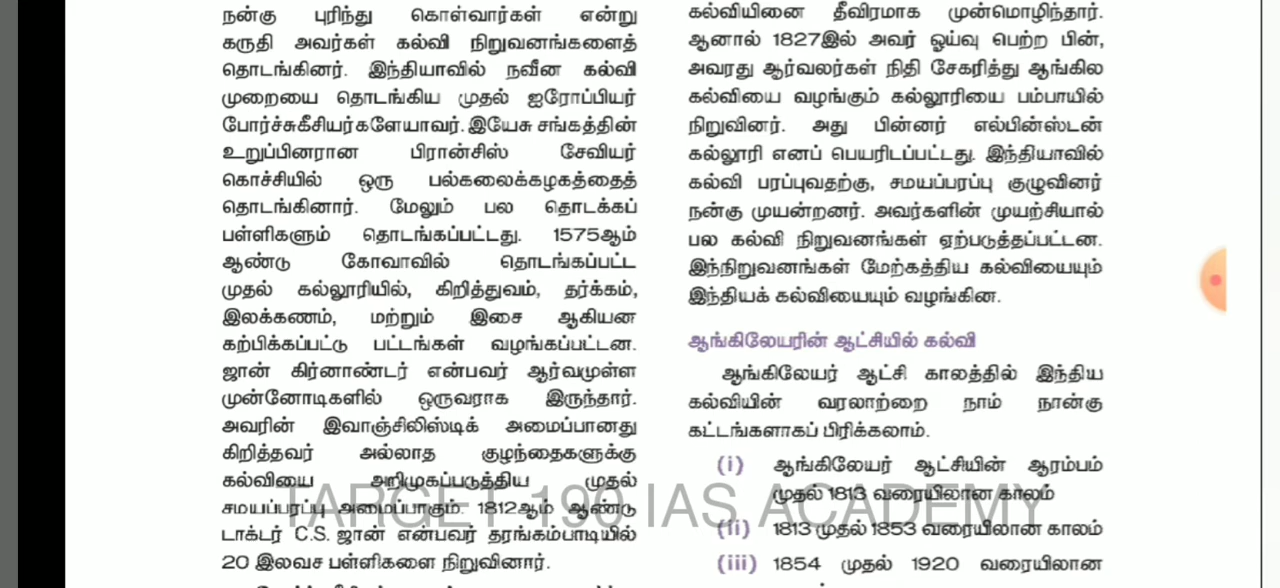 நன்கு புரிந்து கொள்வார்கள் என்று
கருதி அவர்கள் கல்வி நிறுவனங்களைத்
தொடங்கினர். இந்தியாவில் நவீன கல்வி
முறையை தொடங்கிய முதல் ஐரோப்பியர்
போர்ச்சுகீசியர்களேயாவர். இயேசு சங்கத்தின்
உறுப்பினரான பிரான்சிஸ் சேவியர்
கொச்சியில் ஒரு பல்கலைக்கழகத்தைத்
தொடங்கினார். மேலும் பல தொடக்கப்
பள்ளிகளும் தொடங்கப்பட்டது. 1575ஆம்
ஆண்டு கோவாவில் தொடங்கப்பட்ட
முதல் கல்லூரியில், கிறித்துவம், தர்க்கம்,
இலக்கணம், மற்றும் இசை ஆகியன
கற்பிக்கப்பட்டு பட்டங்கள் வழங்கப்பட்டன.
ஜான் கிர்னாண்டர் என்பவர் ஆர்வமுள்ள
முன்னோடிகளில் ஒருவராக இருந்தார்.
அவரின் இவாஞ்சிலிஸ்டிக் அமைப்பானது
கிறித்தவர் அல்லாத குழந்தைகளுக்கு
கல்வியை அறிமுகப்படுத்திய முதல்
சமயப்பரப்பு அமைப்பாகும். 1812ஆம் ஆண்டு
டாக்டர் C.S. ஜான் என்பவர் தரங்கம்பாடியில்
20 இலவச பள்ளிகளை நிறுவினார்.
கல்வியினை தீவிரமாக முன்மொழிந்தார்.
ஆனால் 1827இல் அவர் ஓய்வு பெற்ற பின்,
அவரது ஆர்வலர்கள் நிதி சேகரித்து ஆங்கில
கல்வியை வழங்கும் கல்லூரியை பம்பாயில்
நிறுவினர். அது பின்னர் எல்பின்ஸ்டன்
கல்லூரி எனப் பெயரிடப்பட்டது. இந்தியாவில்
கல்வி பரப்புவதற்கு, சமயப்பரப்பு குழுவினர்
நன்கு முயன்றனர். அவர்களின் முயற்சியால்
பல கல்வி நிறுவனங்கள் ஏற்படுத்தப்பட்டன.
இந்நிறுவனங்கள் மேற்கத்திய கல்வியையும்
இந்தியக் கல்வியையும் வழங்கின.
ஆங்கிலேயரின் ஆட்சியில் கல்வி
ஆங்கிலேயர் ஆட்சி காலத்தில் இந்திய
கல்வியின் வரலாற்றை நாம் நான்கு
கட்டங்களாகப் பிரிக்கலாம்.
(i) ஆங்கிலேயர் ஆட்சியின் ஆரம்பம்
முதல் 1813 வரையிலான காலம்
(ii) 1813 முதல் 1853 வரையிலான காலம்
(iii) 1854 முதல் 1920 வரையிலான
TARGET 190 IAS ACADEMY